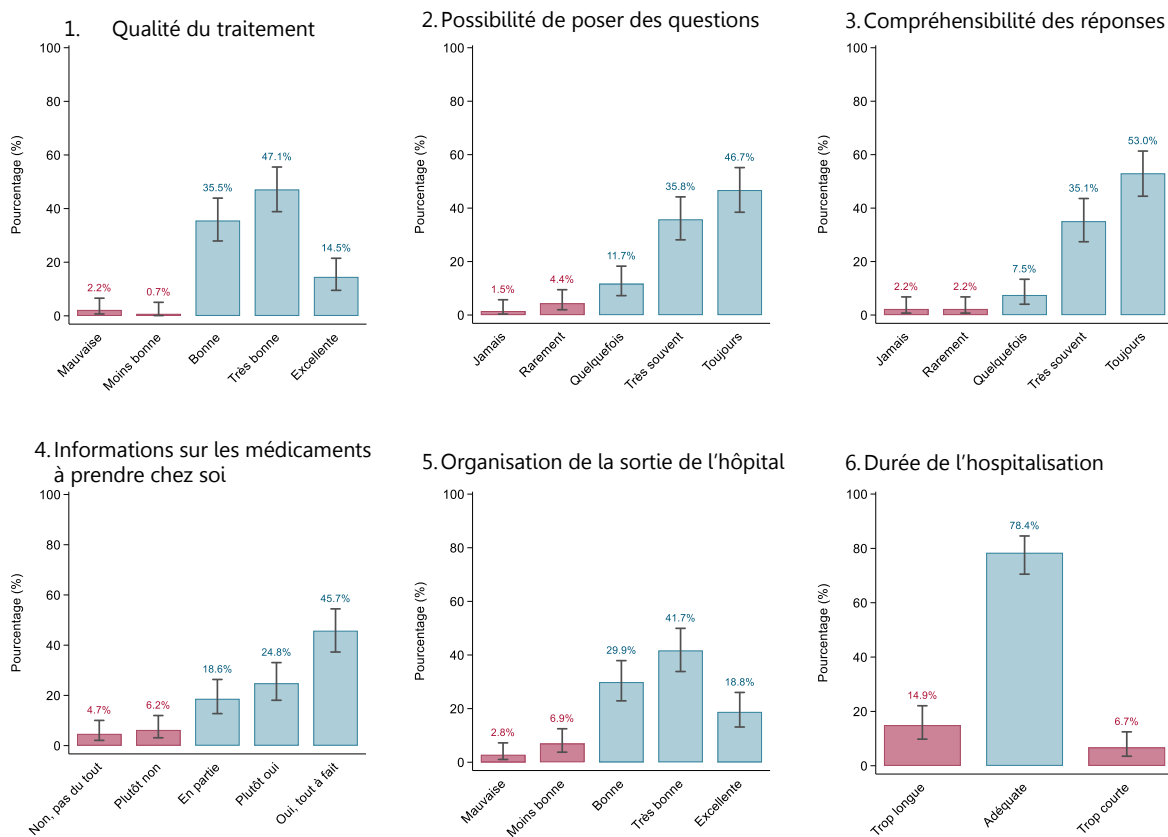 1. Qualité du traitement
100
80
60
40
20
0
Pourcentage (%)
2.2%
0.7%
35.5%
47.1%
14.5%
Mauvaise
Moins bonne
Bonne
Très bonne
Excellente
2. Possibilité de poser des questions
100
80
60
40
20
0
Pourcentage (%)
1.5%
4.4%
11.7%
35.8%
46.7%
Jamais
Rarement
Quelquefois
Très souvent
Toujours
3. Compréhensibilité des réponses
100
80
60
40
20
0
Pourcentage (%)
2.2%
2.2%
7.5%
35.1%
53.0%
Jamais
Rarement
Quelquefois
Très souvent
Toujours
4. Informations sur les médicaments
à prendre chez soi
100
80
60
40
20
0
Pourcentage (%)
4.7%
6.2%
18.6%
24.8%
45.7%
Non, pas du tout
Plutôt non
En partie
Plutôt oui
Oui, tout à fait
5. Organisation de la sortie de l’hôpital
100
80
60
40
20
0
Pourcentage (%)
2.8%
6.9%
29.9%
41.7%
18.8%
Mauvaise
Moins bonne
Bonne
Très bonne
Excellente
6. Durée de l’hospitalisation
100
80
60
40
20
0
Pourcentage (%)
14.9%
78.4%
6.7%
Trop longue
Adéquate
Trop courte